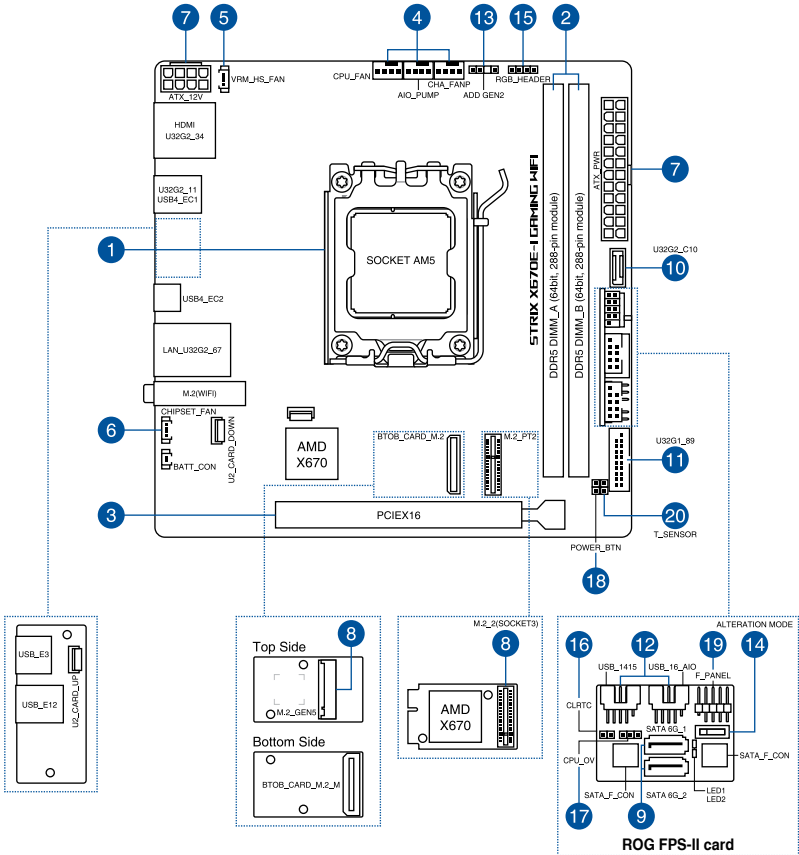 7
5
4
13
15
2
VRM_HS_FAN
ATX_12V
CPU_FAN
AIO_PUMP
CHA_FANP
ADD GEN2
RGB_HEADER
HDMI
U32G2_34
U32G2_11
USB4_EC1
1
SOCKET AM5
STRIX X670E-I GAMING WIFI
DDR5 DIMM_A (64bit, 288-pin module)
DDR5 DIMM_B (64bit, 288-pin module)
ATX_PWR
7
U32G2_C10
10
USB4_EC2
LAN_U32G2_67
M.2(WIFI)
CHIPSET_FAN
6
U2_CARD_DOWN
BATT_CON
AMD
X670
BTOB_CARD_M.2
M.2_PT2
U32G1_89
11
3
PCIEX16
20
T_SENSOR
POWER_BTN
18
USB_E3
U2_CARD_UP
USB_E12
Top Side
8
M.2_GEN5
Bottom Side
BTOB_CARD_M.2_M
M.2_2(SOCKET3)
8
AMD
X670
ALTERATION MODE
16
12
19
14
USB_1415
USB_16_AIO
F_PANEL
CLRTC
SATA 6G_1
CPU_OV
SATA_F_CON
SATA_F_CON
SATA 6G_2
LED1
LED2
17
9
ROG FPS-II card